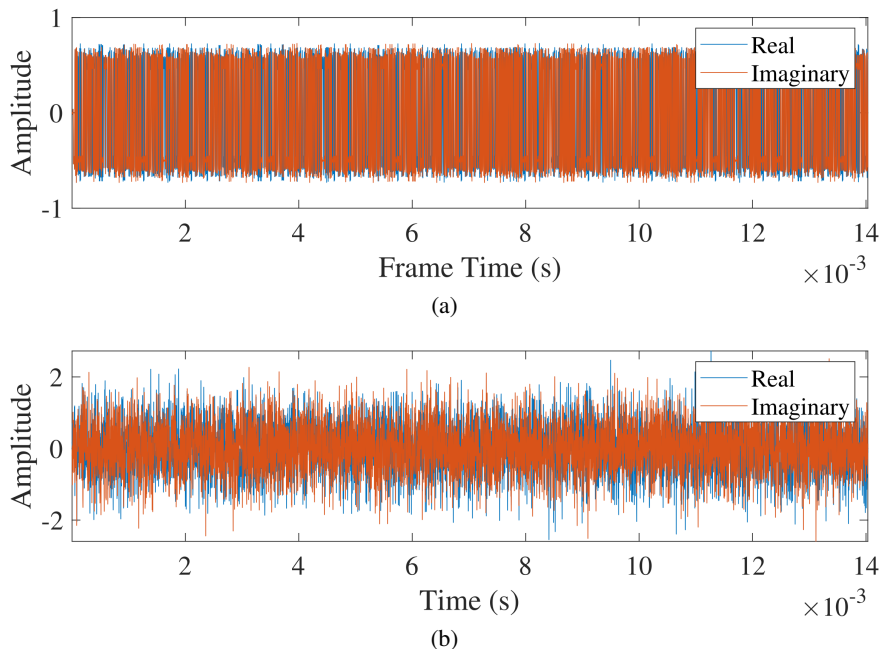 1
0
-1
Amplitude
Real
Imaginary
2 4 6 8 10 12 14
Frame Time (s)
×10⁻³
(a)
2
0
-2
Amplitude
Real
Imaginary
2 4 6 8 10 12 14
Time (s)
×10⁻³
(b)